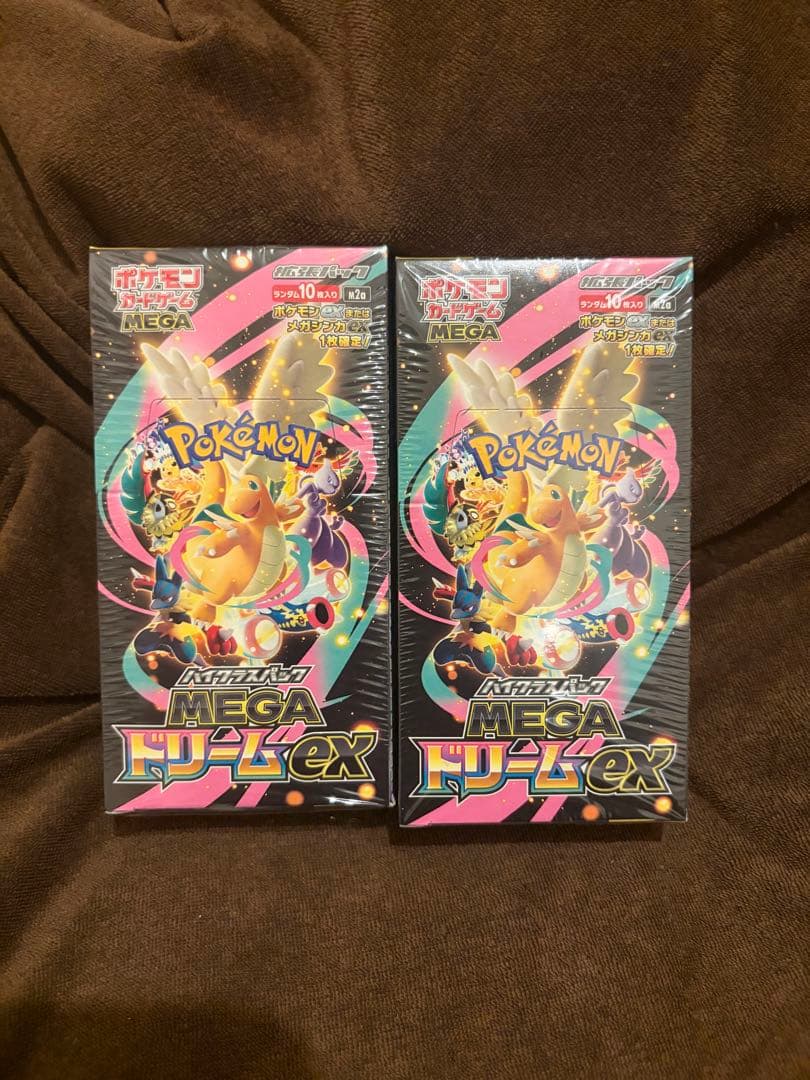 ポケモン
カードゲーム
MEGA
拡張パック
ランダム10枚入り
m2a
ポケモンexまたは
メガシンカex
1枚確定!
POKéMON
ハイクラスパック
MEGA
ドリームex
ポケモン
カードゲーム
MEGA
拡張パック
ランダム10枚入り
m2a
ポケモンexまたは
メガシンカex
1枚確定!
POKéMON
ハイクラスパック
MEGA
ドリームex